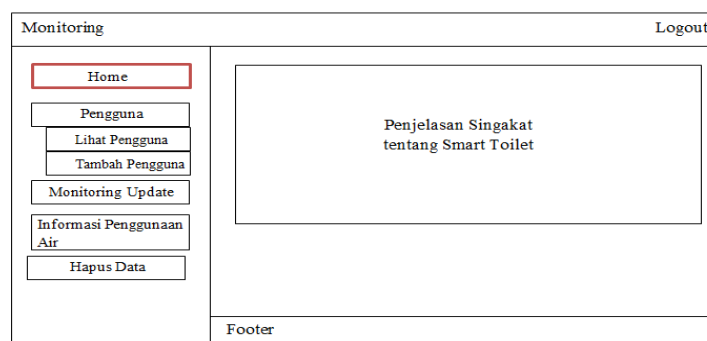 Monitoring
Logout
Home
Pengguna
Lihat Pengguna
Tambah Pengguna
Monitoring Update
Informasi Penggunaan
Air
Hapus Data
Penjelasan Singakat
tentang Smart Toilet
Footer